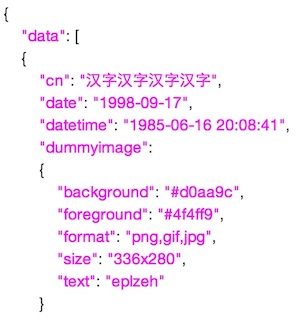 {
"data": [
{
"cn": "汉字汉字汉字汉字",
"date": "1998-09-17",
"datetime": "1985-06-16 20:08:41",
"dummyimage":
{
"background": "#d0aa9c",
"foreground": "#4f4ff9",
"format": "png,gif,jpg",
"size": "336x280",
"text": "eplzeh"
}